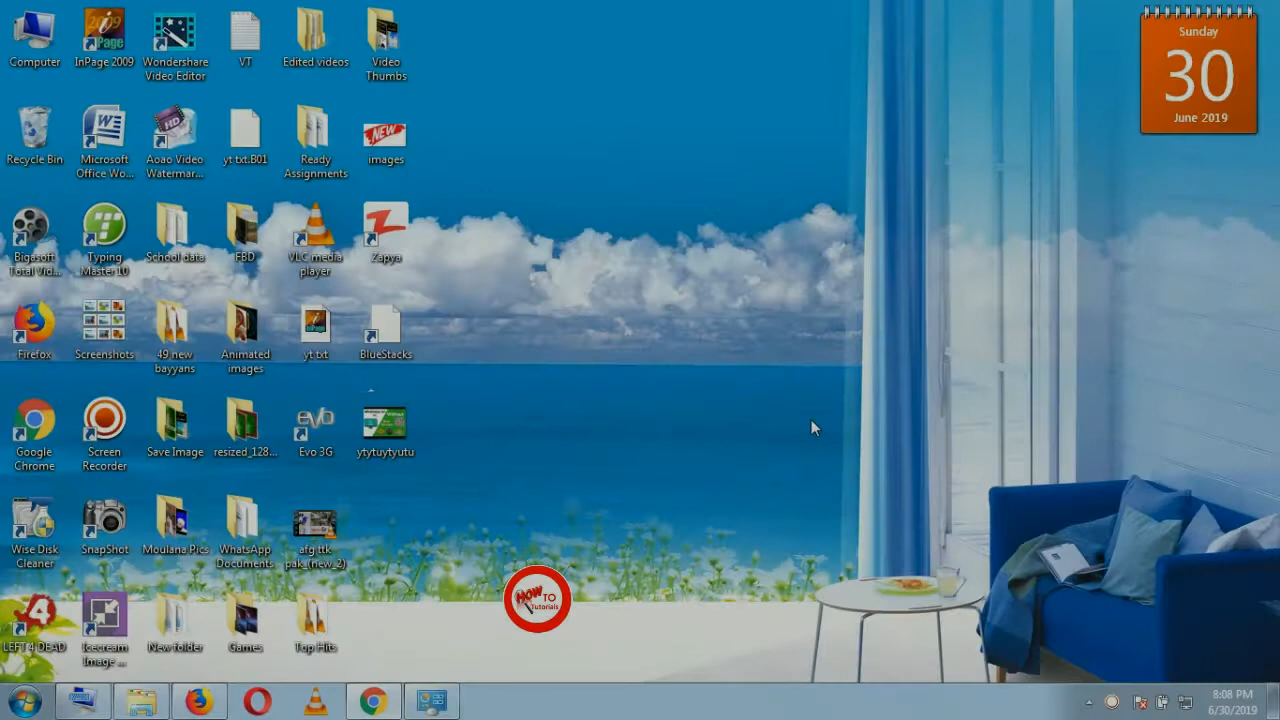 Computer
InPage 2009
Wondershare
Video Editor
VT
Edited videos
Video
Thumbs
Sunday
30
June 2019
Recycle Bin
Microsoft
Office Wo...
Aoao Video
Watermar...
yt txt.B01
Ready
Assignments
NEW
images
Bigasoft
Total Vid...
Typing
Master 10
School data
FBD
VLC media
player
Zapya
Firefox
Screenshots
49 new
bayyans
Animated
images
yt txt
BlueStacks
Google
Chrome
Screen
Recorder
Save Image
resized_128...
evo
Evo 3G
ytytuytyutu
Wise Disk
Cleaner
SnapShot
Moulana Pics
WhatsApp
Documents
afg ttk
pak_(new_2)
HOW TO
Tutorials
LEFT 4 DEAD
Icecream
Image ...
New folder
Games
Top Hits
8:08 PM
6/30/2019